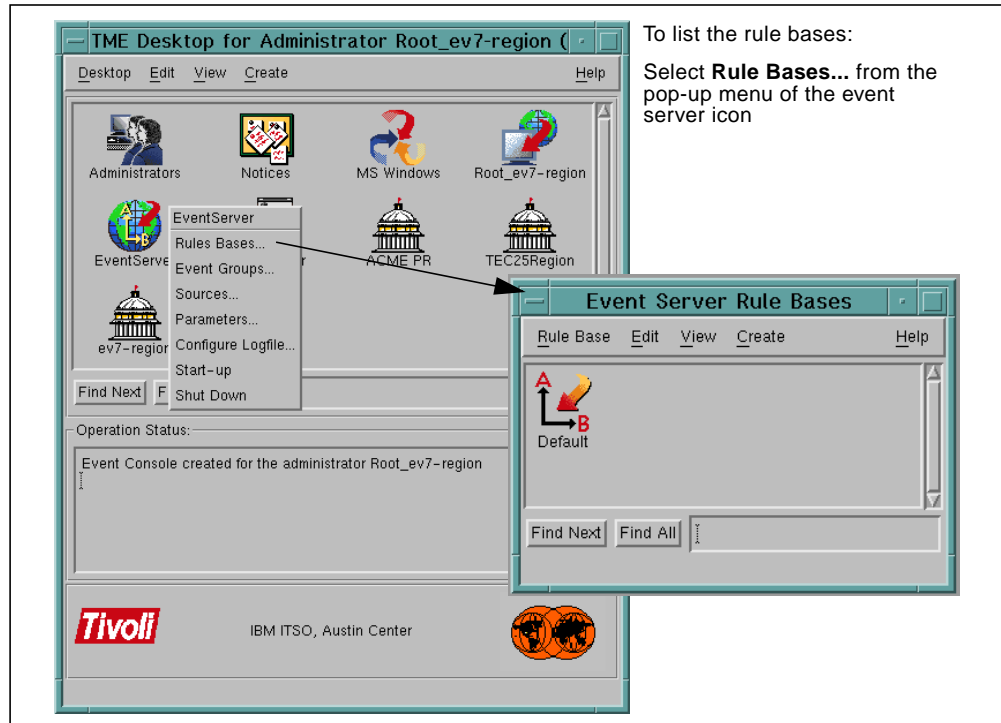 TME Desktop for Administrator Root_ev7-region (
Desktop Edit View Create Help
Administrators
Notices
MS Windows
Root_ev7-region
EventServe
EventServer
Rules Bases...
Event Groups...
Sources...
Parameters...
Configure Logfile...
Start-up
Shut Down
r
ACME PR
TEC25Region
ev7-region
Find Next F
Operation Status:
Event Console created for the administrator Root_ev7-region
Tivoli
IBM ITSO, Austin Center
To list the rule bases:
Select Rule Bases... from the
pop-up menu of the event
server icon
Event Server Rule Bases
Rule Base Edit View Create Help
A
B
Default
Find Next Find All